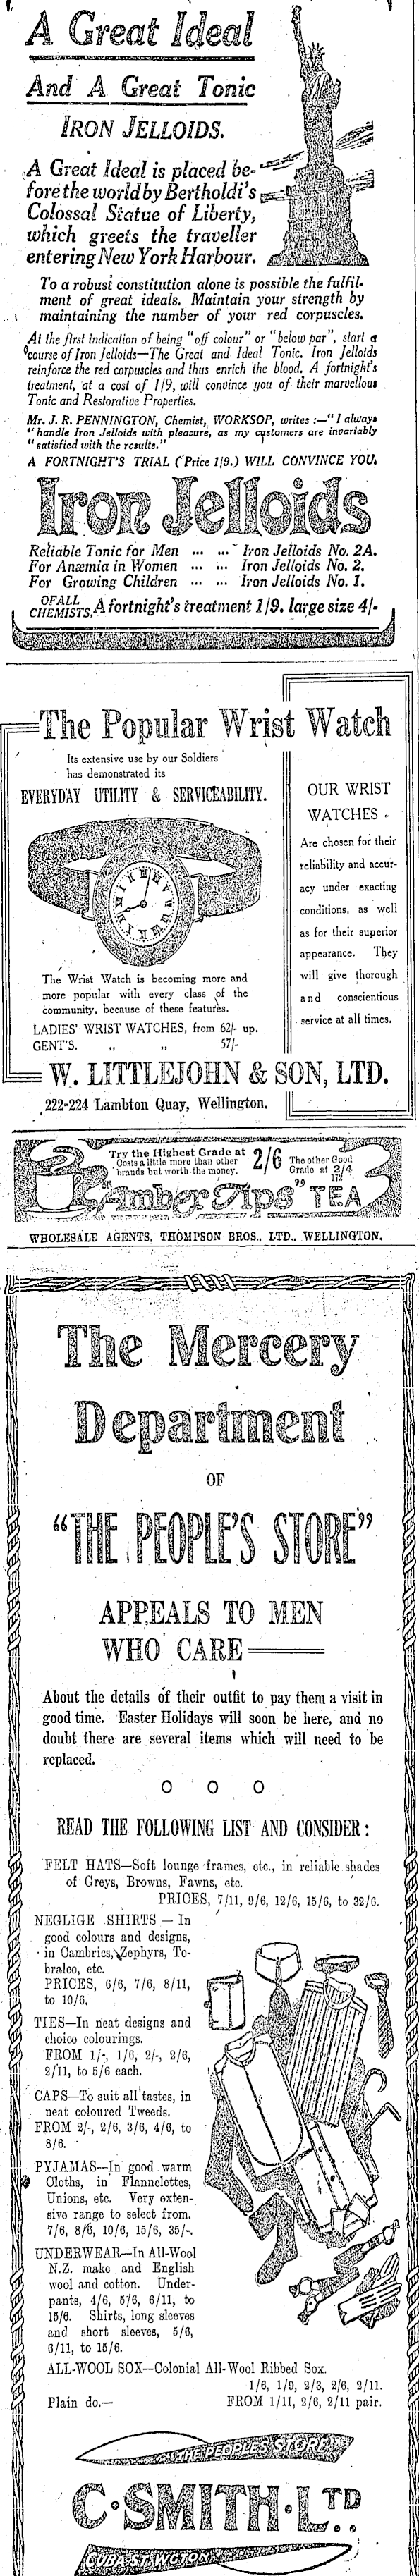 A Great Ideal
And A Great Tonic
IRON JELLOIDS.
A Great Ideal is placed be-
fore the world by Bertholdi's
Colossal Statue of Liberty,
which greets the traveller
entering New York Harbour.
To a robust constitution alone is possible the fulfil-
ment of great ideals. Maintain your strength by
maintaining the number of your red corpuscles.
At the first indication of being "off colour" or "below par", start a
course of Iron Jelloids—The Great and Ideal Tonic. Iron Jelloids
reinforce the red corpuscles and thus enrich the blood. A fortnight's
treatment, at a cost of 1/9, will convince you of their marvellous
Tonic and Restorative Properties.
Mr. J. R. PENNINGTON, Chemist, WORKSOP, writes :—"I always
"handle Iron Jelloids with pleasure, as my customers are invariably
"satisfied with the results."
A FORTNIGHT'S TRIAL (Price 1/9.) WILL CONVINCE YOU.
Iron Jelloids
Reliable Tonic for Men ... ... Iron Jelloids No. 2A.
For Anæmia in Women ... ... Iron Jelloids No. 2.
For Growing Children ... ... Iron Jelloids No. 1.
OF ALL CHEMISTS, A fortnight's treatment 1/9. large size 4/-
The Popular Wrist Watch
Its extensive use by our Soldiers
has demonstrated its
EVERYDAY UTILITY & SERVICEABILITY.
The Wrist Watch is becoming more and
more popular with every class of the
community, because of these features.
LADIES' WRIST WATCHES, from 62/- up.
GENT'S. „ „ 57/-
OUR WRIST
WATCHES
Are chosen for their
reliability and accur-
acy under exacting
conditions, as well
as for their superior
appearance. They
will give thorough
and conscientious
service at all times.
W. LITTLEJOHN & SON, LTD.
222-224 Lambton Quay, Wellington.
Try the Highest Grade at 2/6
Costs a little more than other
brands but worth the money.
The other Good
Grade at 2/4
"Amber Tips" TEA
WHOLESALE AGENTS, THOMPSON BROS., LTD., WELLINGTON.
The Mercery
Department
OF
"THE PEOPLE'S STORE"
APPEALS TO MEN
WHO CARE
About the details of their outfit to pay them a visit in
good time. Easter Holidays will soon be here, and no
doubt there are several items which will need to be
replaced.
O O O
READ THE FOLLOWING LIST AND CONSIDER:
FELT HATS—Soft lounge frames, etc., in reliable shades
of Greys, Browns, Fawns, etc.
PRICES, 7/11, 9/6, 12/6, 15/6, to 32/6.
NEGLIGE SHIRTS — In
good colours and designs,
in Cambrics, Zephyrs, To-
bralco, etc.
PRICES, 6/6, 7/6, 8/11,
to 10/6.
TIES—In neat designs and
choice colourings.
FROM 1/-, 1/6, 2/-, 2/6,
2/11, to 5/6 each.
CAPS—To suit all tastes, in
neat coloured Tweeds.
FROM 2/-, 2/6, 3/6, 4/6, to
8/6.
PYJAMAS—In good warm
Cloths, in Flannelettes,
Unions, etc. Very exten-
sive range to select from.
7/6, 8/6, 10/6, 15/6, 35/-.
UNDERWEAR—In All-Wool
N.Z. make and English
wool and cotton. Under-
pants, 4/6, 5/6, 6/11, to
15/6. Shirts, long sleeves
and short sleeves, 5/6,
6/11, to 15/6.
ALL-WOOL SOX—Colonial All-Wool Ribbed Sox.
1/6, 1/9, 2/3, 2/6, 2/11.
Plain do.— FROM 1/11, 2/6, 2/11 pair.
"THE PEOPLE'S STORE"
C·SMITH·LTD.
CUBA ST. WGTON